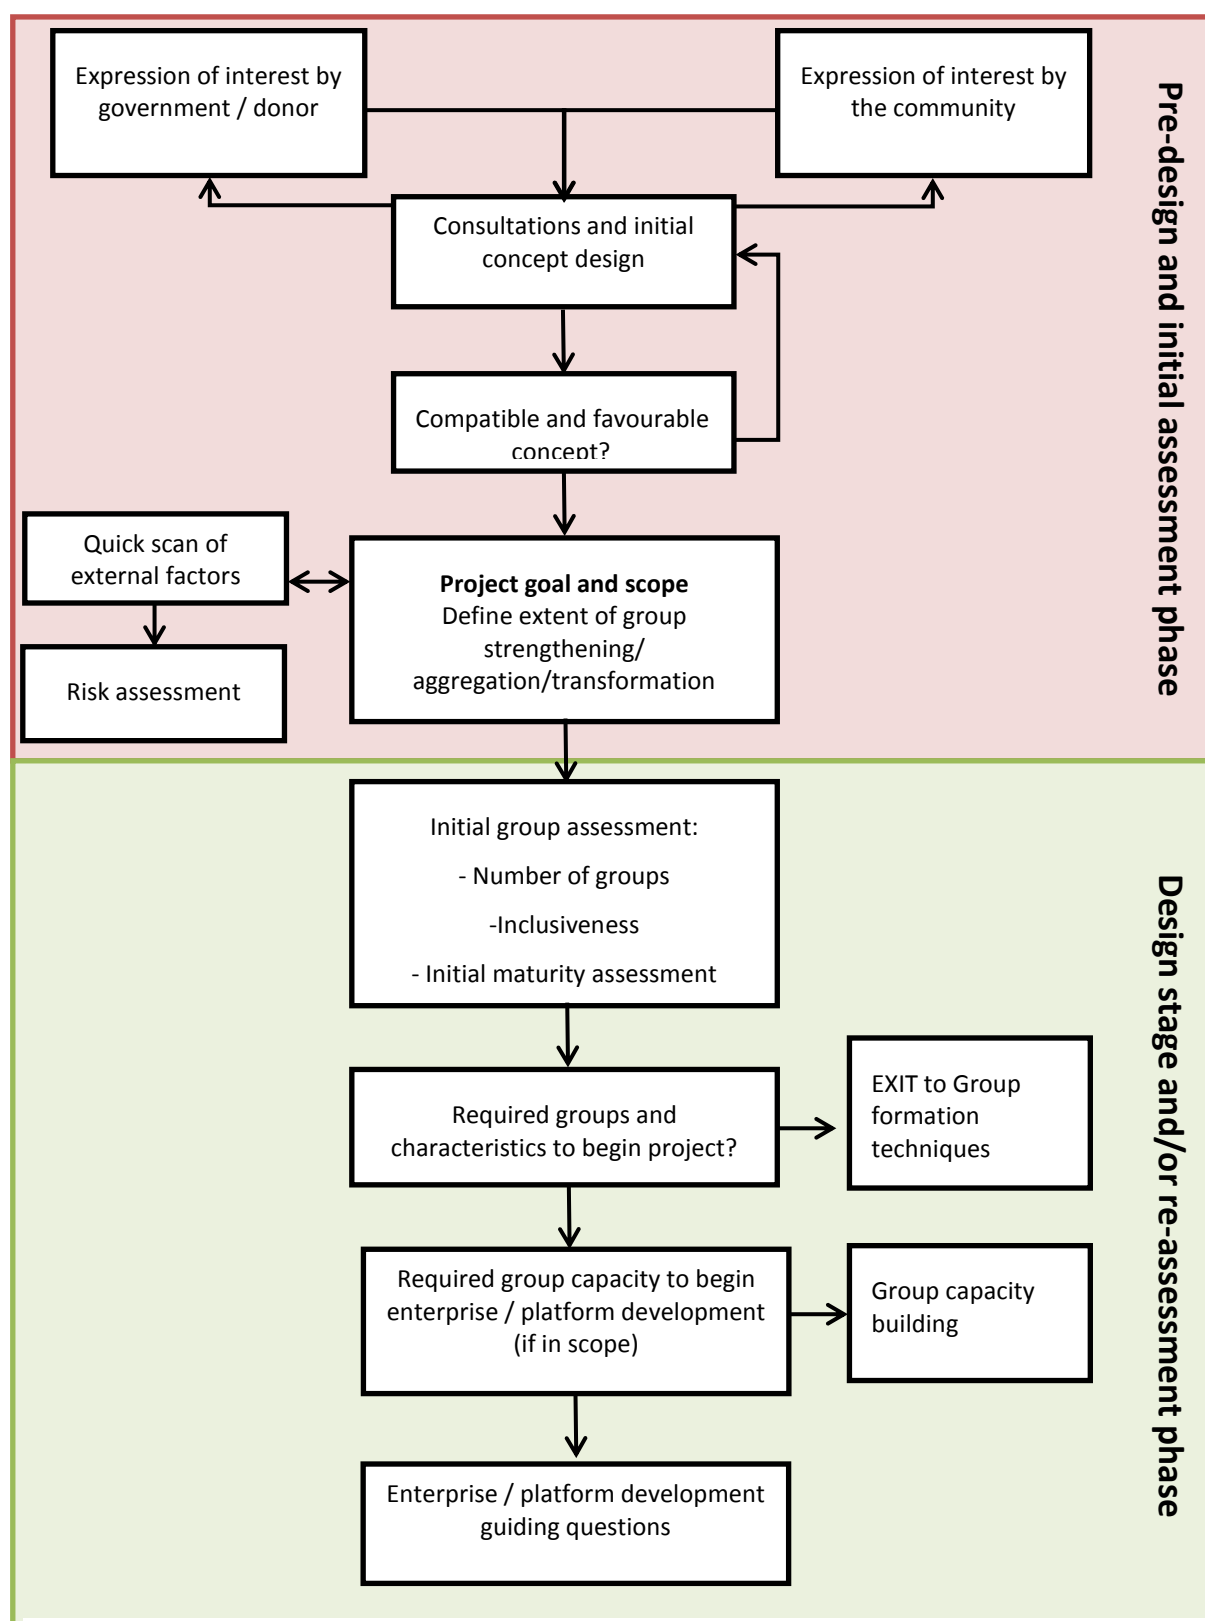 Expression of interest by
government / donor
Expression of interest by
the community
Pre-design and initial assessment phase
Consultations and initial
concept design
Compatible and favourable
concept?
Quick scan of
external factors
Project goal and scope
Define extent of group
strengthening/
aggregation/transformation
Risk assessment
Initial group assessment:
- Number of groups
-Inclusiveness
- Initial maturity assessment
Design stage and/or re-assessment phase
Required groups and
characteristics to begin project?
EXIT to Group
formation
techniques
Required group capacity to begin
enterprise / platform development
(if in scope)
Group capacity
building
Enterprise / platform development
guiding questions